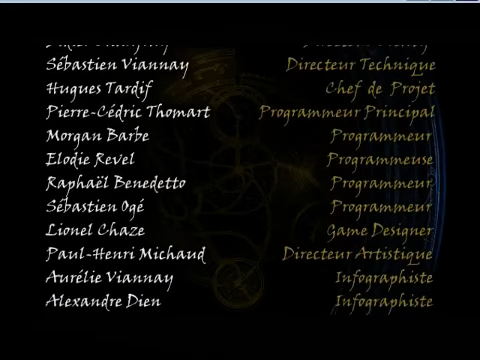 Sébastien Viannay Directeur Technique
Hugues Tardif Chef de Projet
Pierre-Cédric Thomart Programmeur Principal
Morgan Barbe Programmeur
Elodie Revel Programmeuse
Raphaël Benedetto Programmeur
Sébastien Ogé Programmeur
Lionel Chaze Game Designer
Paul-Henri Michaud Directeur Artistique
Aurélie Viannay Infographiste
Alexandre Dien Infographiste